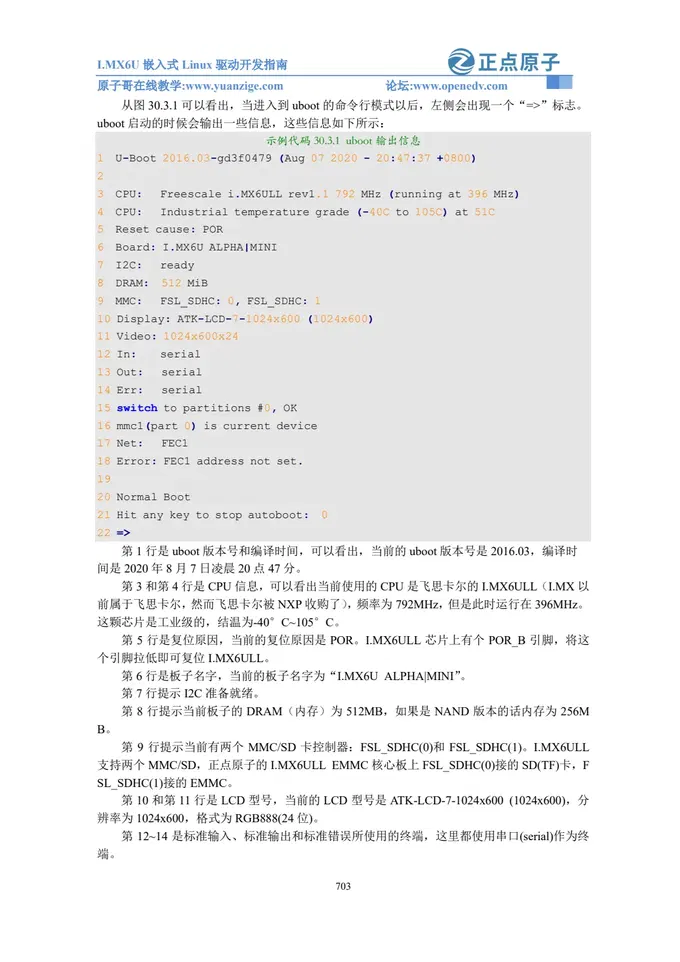 I.MX6U 嵌入式 Linux 驱动开发指南
正点原子
原子哥在线教学:www.yuanzige.com 论坛:www.openedv.com
从图 30.3.1 可以看出，当进入到 uboot 的命令行模式以后，左侧会出现一个“=>”标志。
uboot 启动的时候会输出一些信息，这些信息如下所示：
示例代码 30.3.1 uboot 输出信息
1 U-Boot 2016.03-gd3f0479 (Aug 07 2020 - 20:47:37 +0800)
2
3 CPU: Freescale i.MX6ULL rev1.1 792 MHz (running at 396 MHz)
4 CPU: Industrial temperature grade (-40C to 105C) at 51C
5 Reset cause: POR
6 Board: I.MX6U ALPHA|MINI
7 I2C: ready
8 DRAM: 512 MiB
9 MMC: FSL_SDHC: 0, FSL_SDHC: 1
10 Display: ATK-LCD-7-1024x600 (1024x600)
11 Video: 1024x600x24
12 In: serial
13 Out: serial
14 Err: serial
15 switch to partitions #0, OK
16 mmc1(part 0) is current device
17 Net: FEC1
18 Error: FEC1 address not set.
19
20 Normal Boot
21 Hit any key to stop autoboot: 0
22 =>
第 1 行是 uboot 版本号和编译时间，可以看出，当前的 uboot 版本号是 2016.03，编译时
间是 2020 年 8 月 7 日凌晨 20 点 47 分。
第 3 和第 4 行是 CPU 信息，可以看出当前使用的 CPU 是飞思卡尔的 I.MX6ULL（I.MX 以
前属于飞思卡尔，然而飞思卡尔被 NXP 收购了），频率为 792MHz，但是此时运行在 396MHz。
这颗芯片是工业级的，结温为-40°C~105°C。
第 5 行是复位原因，当前的复位原因是 POR。I.MX6ULL 芯片上有个 POR_B 引脚，将这
个引脚拉低即可复位 I.MX6ULL。
第 6 行是板子名字，当前的板子名字为“I.MX6U ALPHA|MINI”。
第 7 行提示 I2C 准备就绪。
第 8 行提示当前板子的 DRAM（内存）为 512MB，如果是 NAND 版本的话内存为 256M
B。
第 9 行提示当前有两个 MMC/SD 卡控制器：FSL_SDHC(0)和 FSL_SDHC(1)。I.MX6ULL
支持两个 MMC/SD，正点原子的 I.MX6ULL EMMC 核心板上 FSL_SDHC(0)接的 SD(TF)卡，F
SL_SDHC(1)接的 EMMC。
第 10 和第 11 行是 LCD 型号，当前的 LCD 型号是 ATK-LCD-7-1024x600 (1024x600)，分
辨率为 1024x600，格式为 RGB888(24 位)。
第 12~14 是标准输入、标准输出和标准错误所使用的终端，这里都使用串口(serial)作为终
端。
703